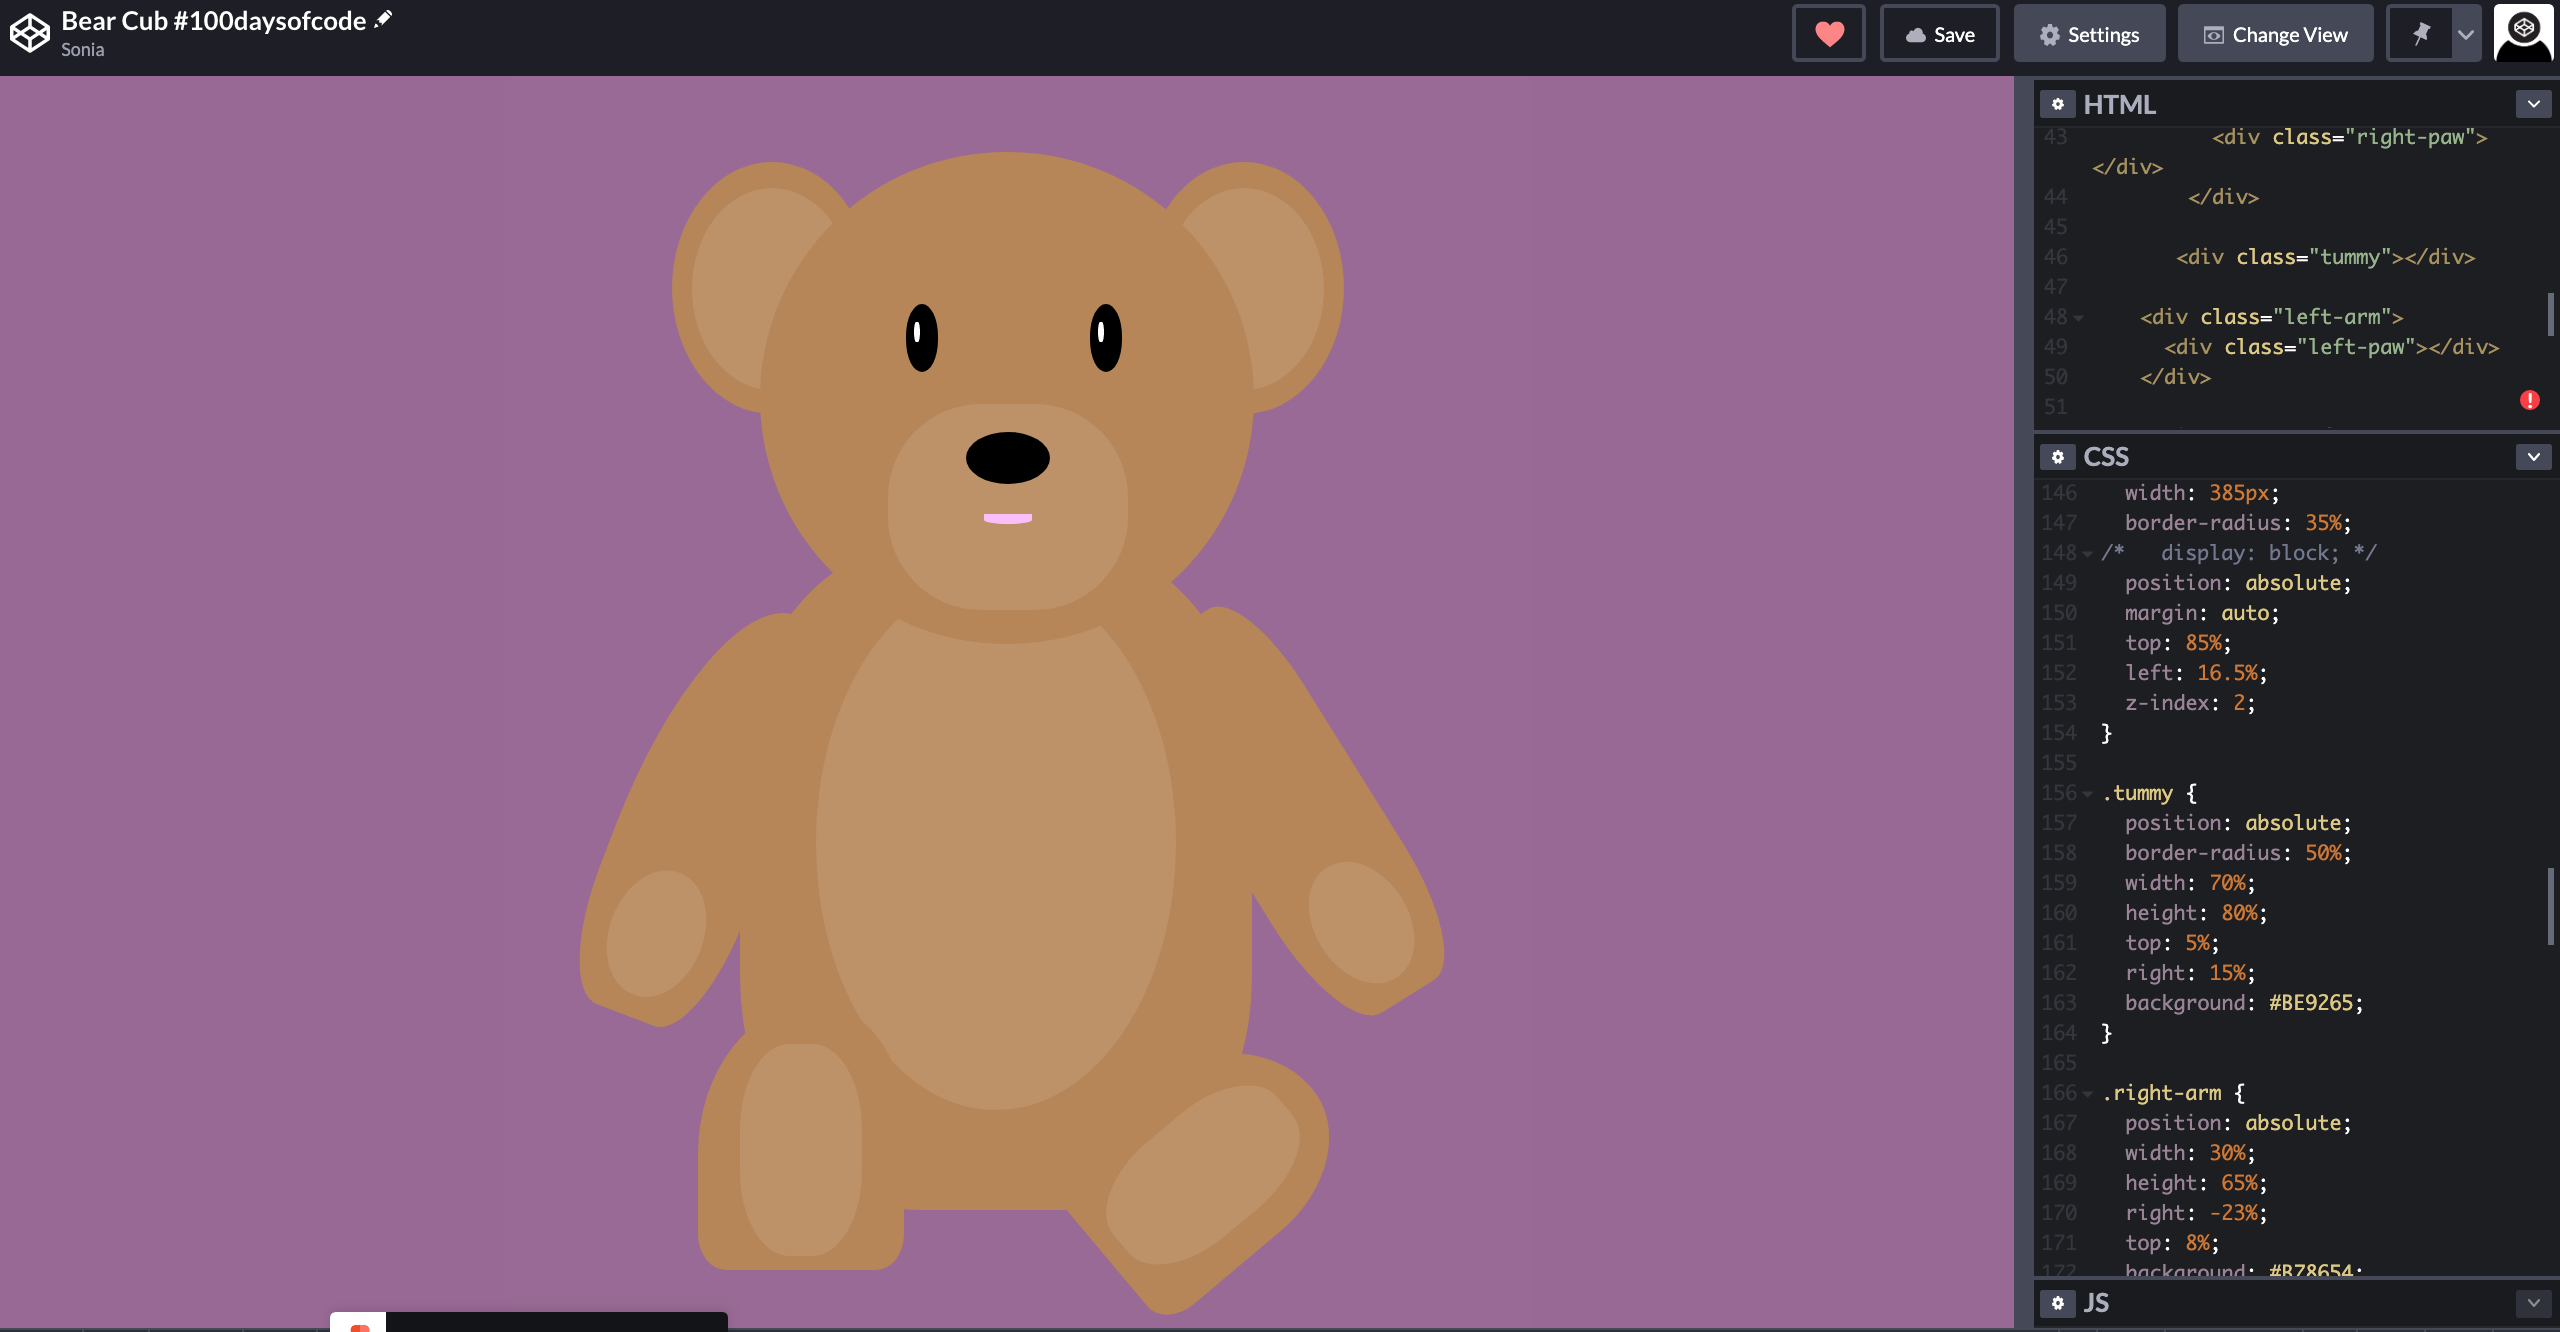 Bear Cub #100daysofcode
Sonia
Save
Settings
Change View
HTML
43 <div class="right-paw">
</div>
44 </div>
45
46 <div class="tummy"></div>
47
48 <div class="left-arm">
49 <div class="left-paw"></div>
50 </div>
51
CSS
146 width: 385px;
147 border-radius: 35%;
148 /* display: block; */
149 position: absolute;
150 margin: auto;
151 top: 85%;
152 left: 16.5%;
153 z-index: 2;
154 }
155
156 .tummy {
157 position: absolute;
158 border-radius: 50%;
159 width: 70%;
160 height: 80%;
161 top: 5%;
162 right: 15%;
163 background: #BE9265;
164 }
165
166 .right-arm {
167 position: absolute;
168 width: 30%;
169 height: 65%;
170 right: -23%;
171 top: 8%;
172 background: #B78654;
JS